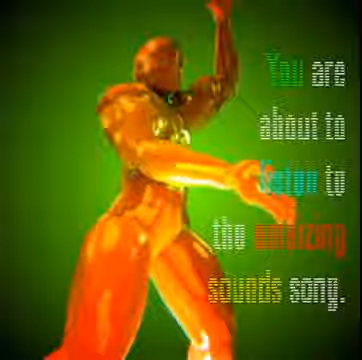 You are
about to
listen to
the amazing
sounds song.